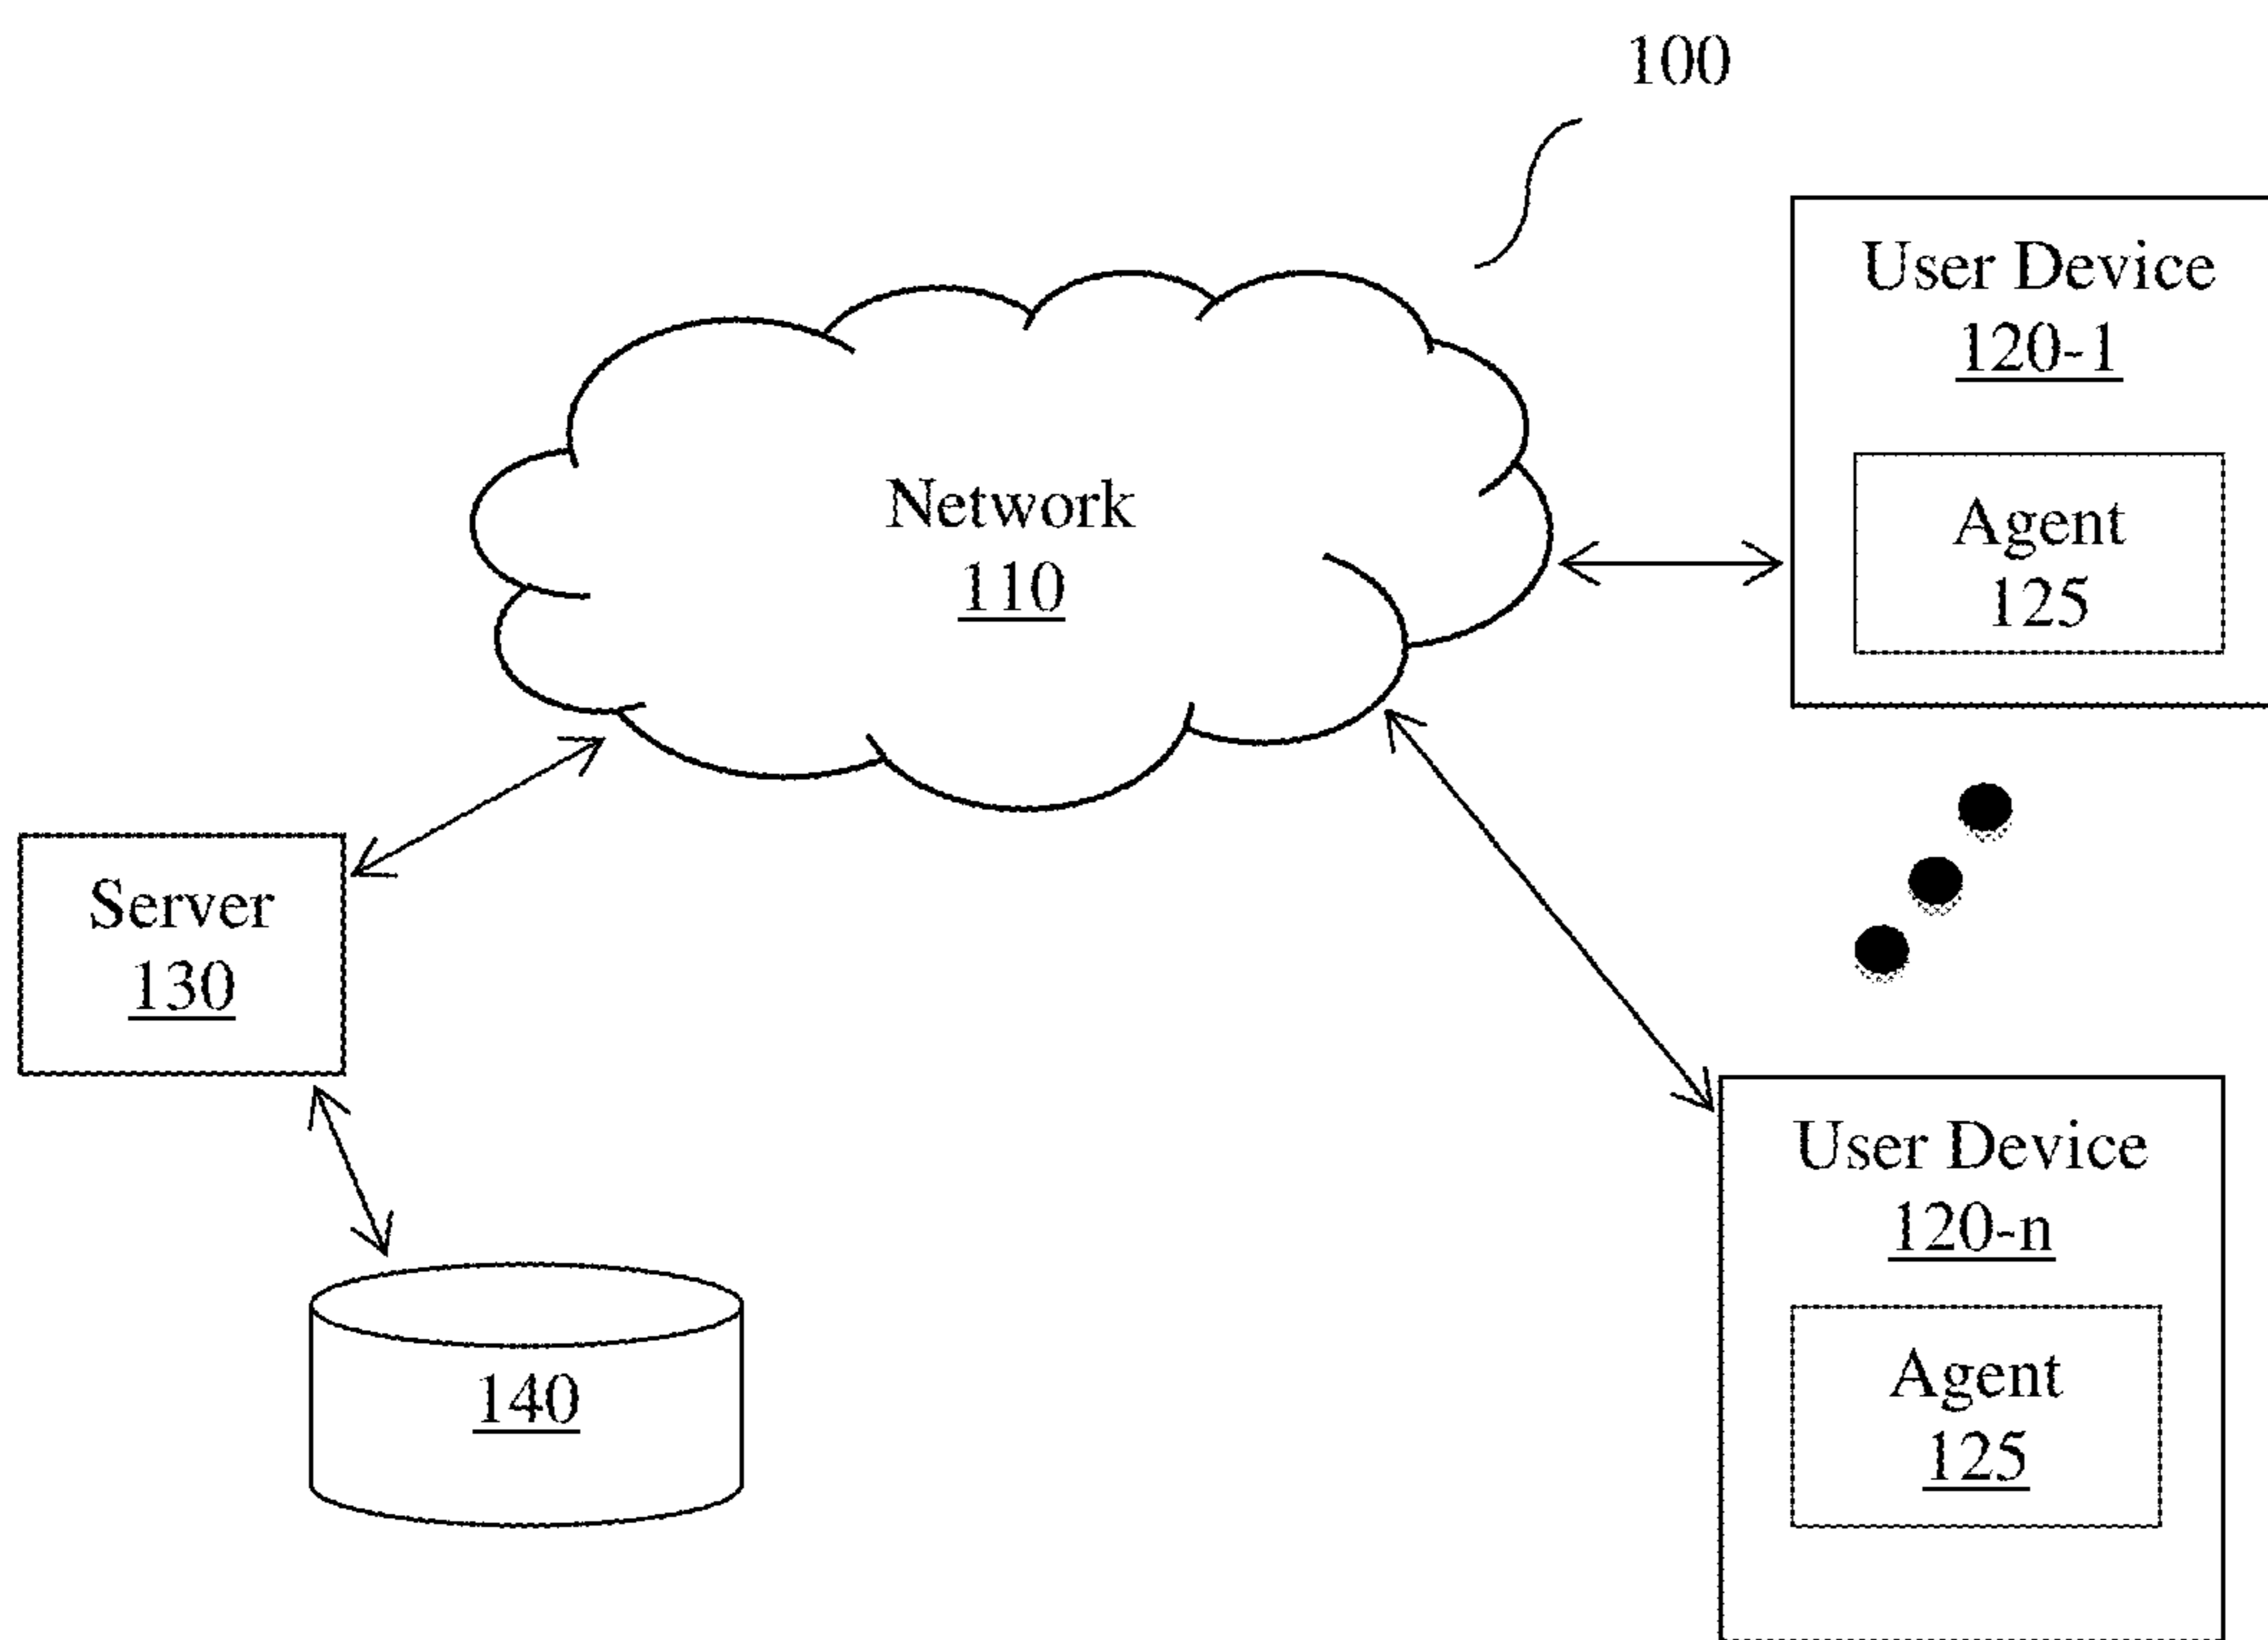 100
User Device
120-1
Agent
125
Network
110
Server
130
140
User Device
120-n
Agent
125